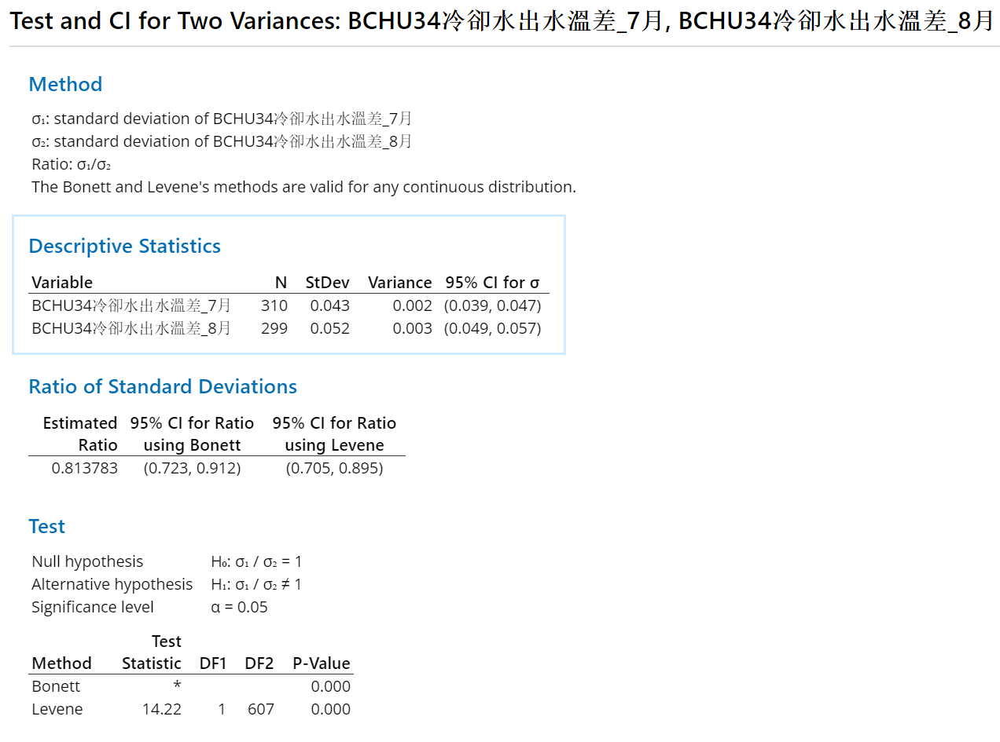 Test and CI for Two Variances: BCHU34冷卻水出水溫差_7月, BCHU34冷卻水出水溫差_8月
Method
σ₁: standard deviation of BCHU34冷卻水出水溫差_7月
σ₂: standard deviation of BCHU34冷卻水出水溫差_8月
Ratio: σ₁/σ₂
The Bonett and Levene's methods are valid for any continuous distribution.
Descriptive Statistics
Variable N StDev Variance 95% CI for σ
BCHU34冷卻水出水溫差_7月 310 0.043 0.002 (0.039, 0.047)
BCHU34冷卻水出水溫差_8月 299 0.052 0.003 (0.049, 0.057)
Ratio of Standard Deviations
Estimated 95% CI for Ratio 95% CI for Ratio
Ratio using Bonett using Levene
0.813783 (0.723, 0.912) (0.705, 0.895)
Test
Null hypothesis H₀: σ₁ / σ₂ = 1
Alternative hypothesis H₁: σ₁ / σ₂ ≠ 1
Significance level α = 0.05
Test
Method Statistic DF1 DF2 P-Value
Bonett * 0.000
Levene 14.22 1 607 0.000